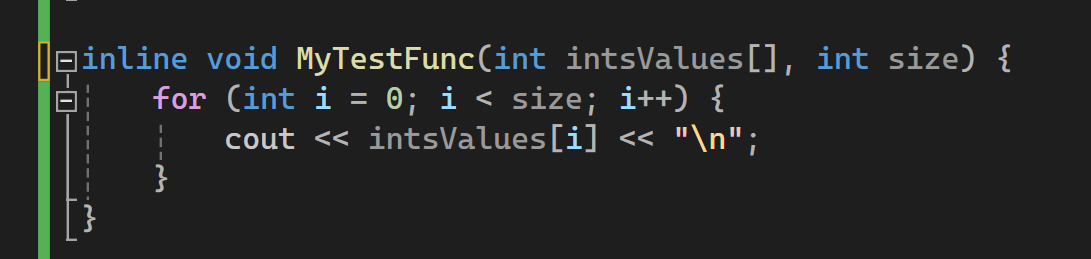 inline void MyTestFunc(int intsValues[], int size) {
    for (int i = 0; i < size; i++) {
        cout << intsValues[i] << "\n";
    }
}